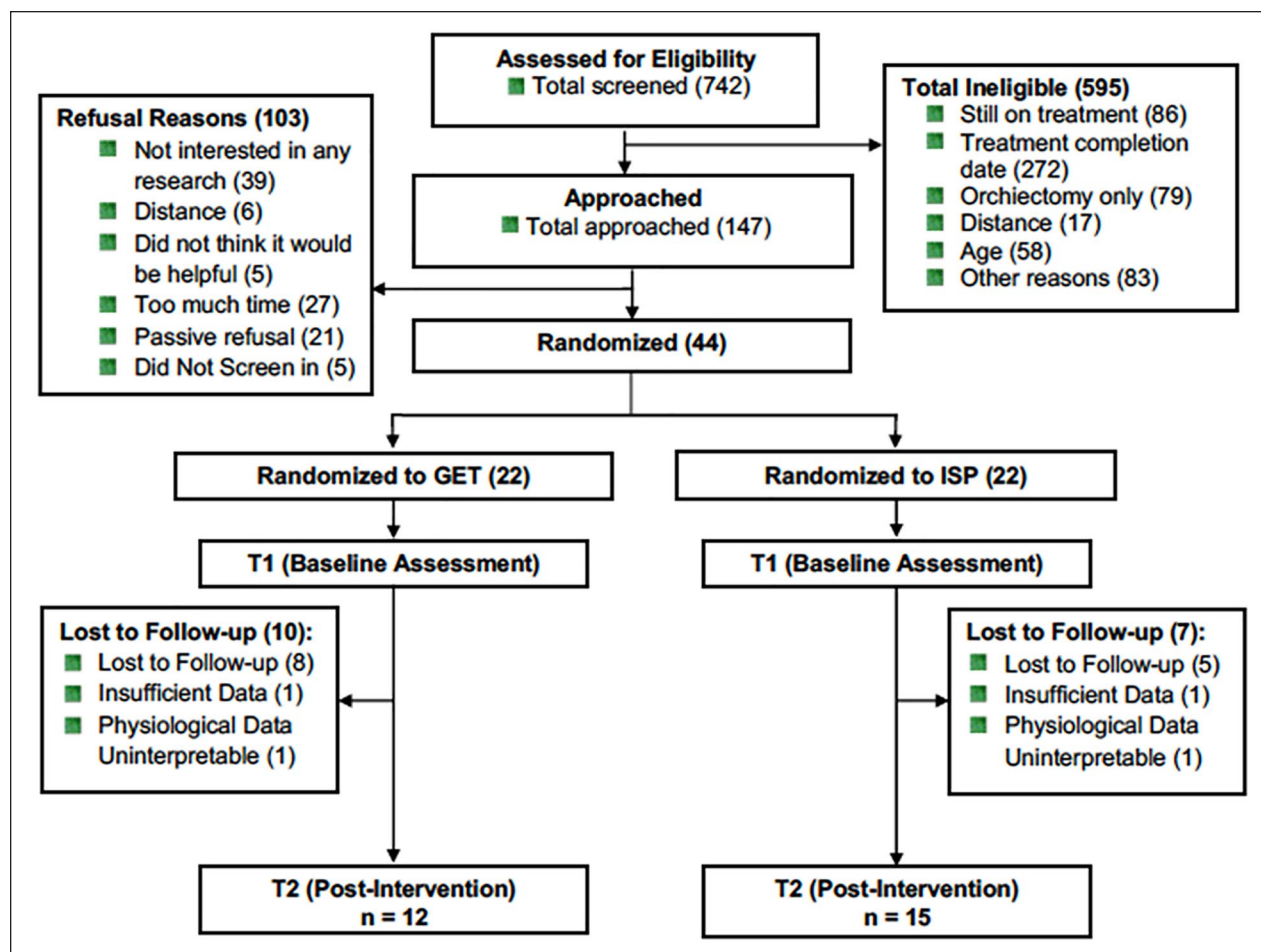 Assessed for Eligibility
Total screened (742)
Total Ineligible (595)
Still on treatment (86)
Treatment completion
date (272)
Orchiectomy only (79)
Distance (17)
Age (58)
Other reasons (83)
Refusal Reasons (103)
Not interested in any
research (39)
Distance (6)
Did not think it would
be helpful (5)
Too much time (27)
Passive refusal (21)
Did Not Screen in (5)
Approached
Total approached (147)
Randomized (44)
Randomized to GET (22)
Randomized to ISP (22)
T1 (Baseline Assessment)
T1 (Baseline Assessment)
Lost to Follow-up (10):
Lost to Follow-up (8)
Insufficient Data (1)
Physiological Data
Uninterpretable (1)
Lost to Follow-up (7):
Lost to Follow-up (5)
Insufficient Data (1)
Physiological Data
Uninterpretable (1)
T2 (Post-Intervention)
n = 12
T2 (Post-Intervention)
n = 15